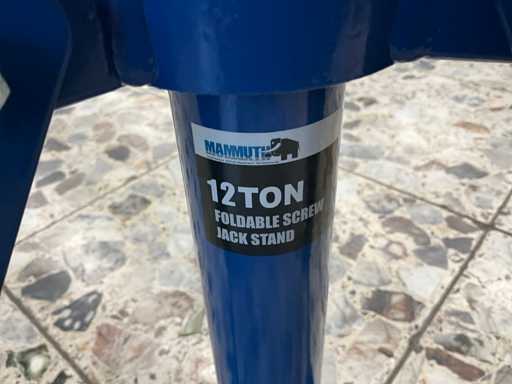 MAMMUT
12TON
FOLDABLE SCREW
JACK STAND